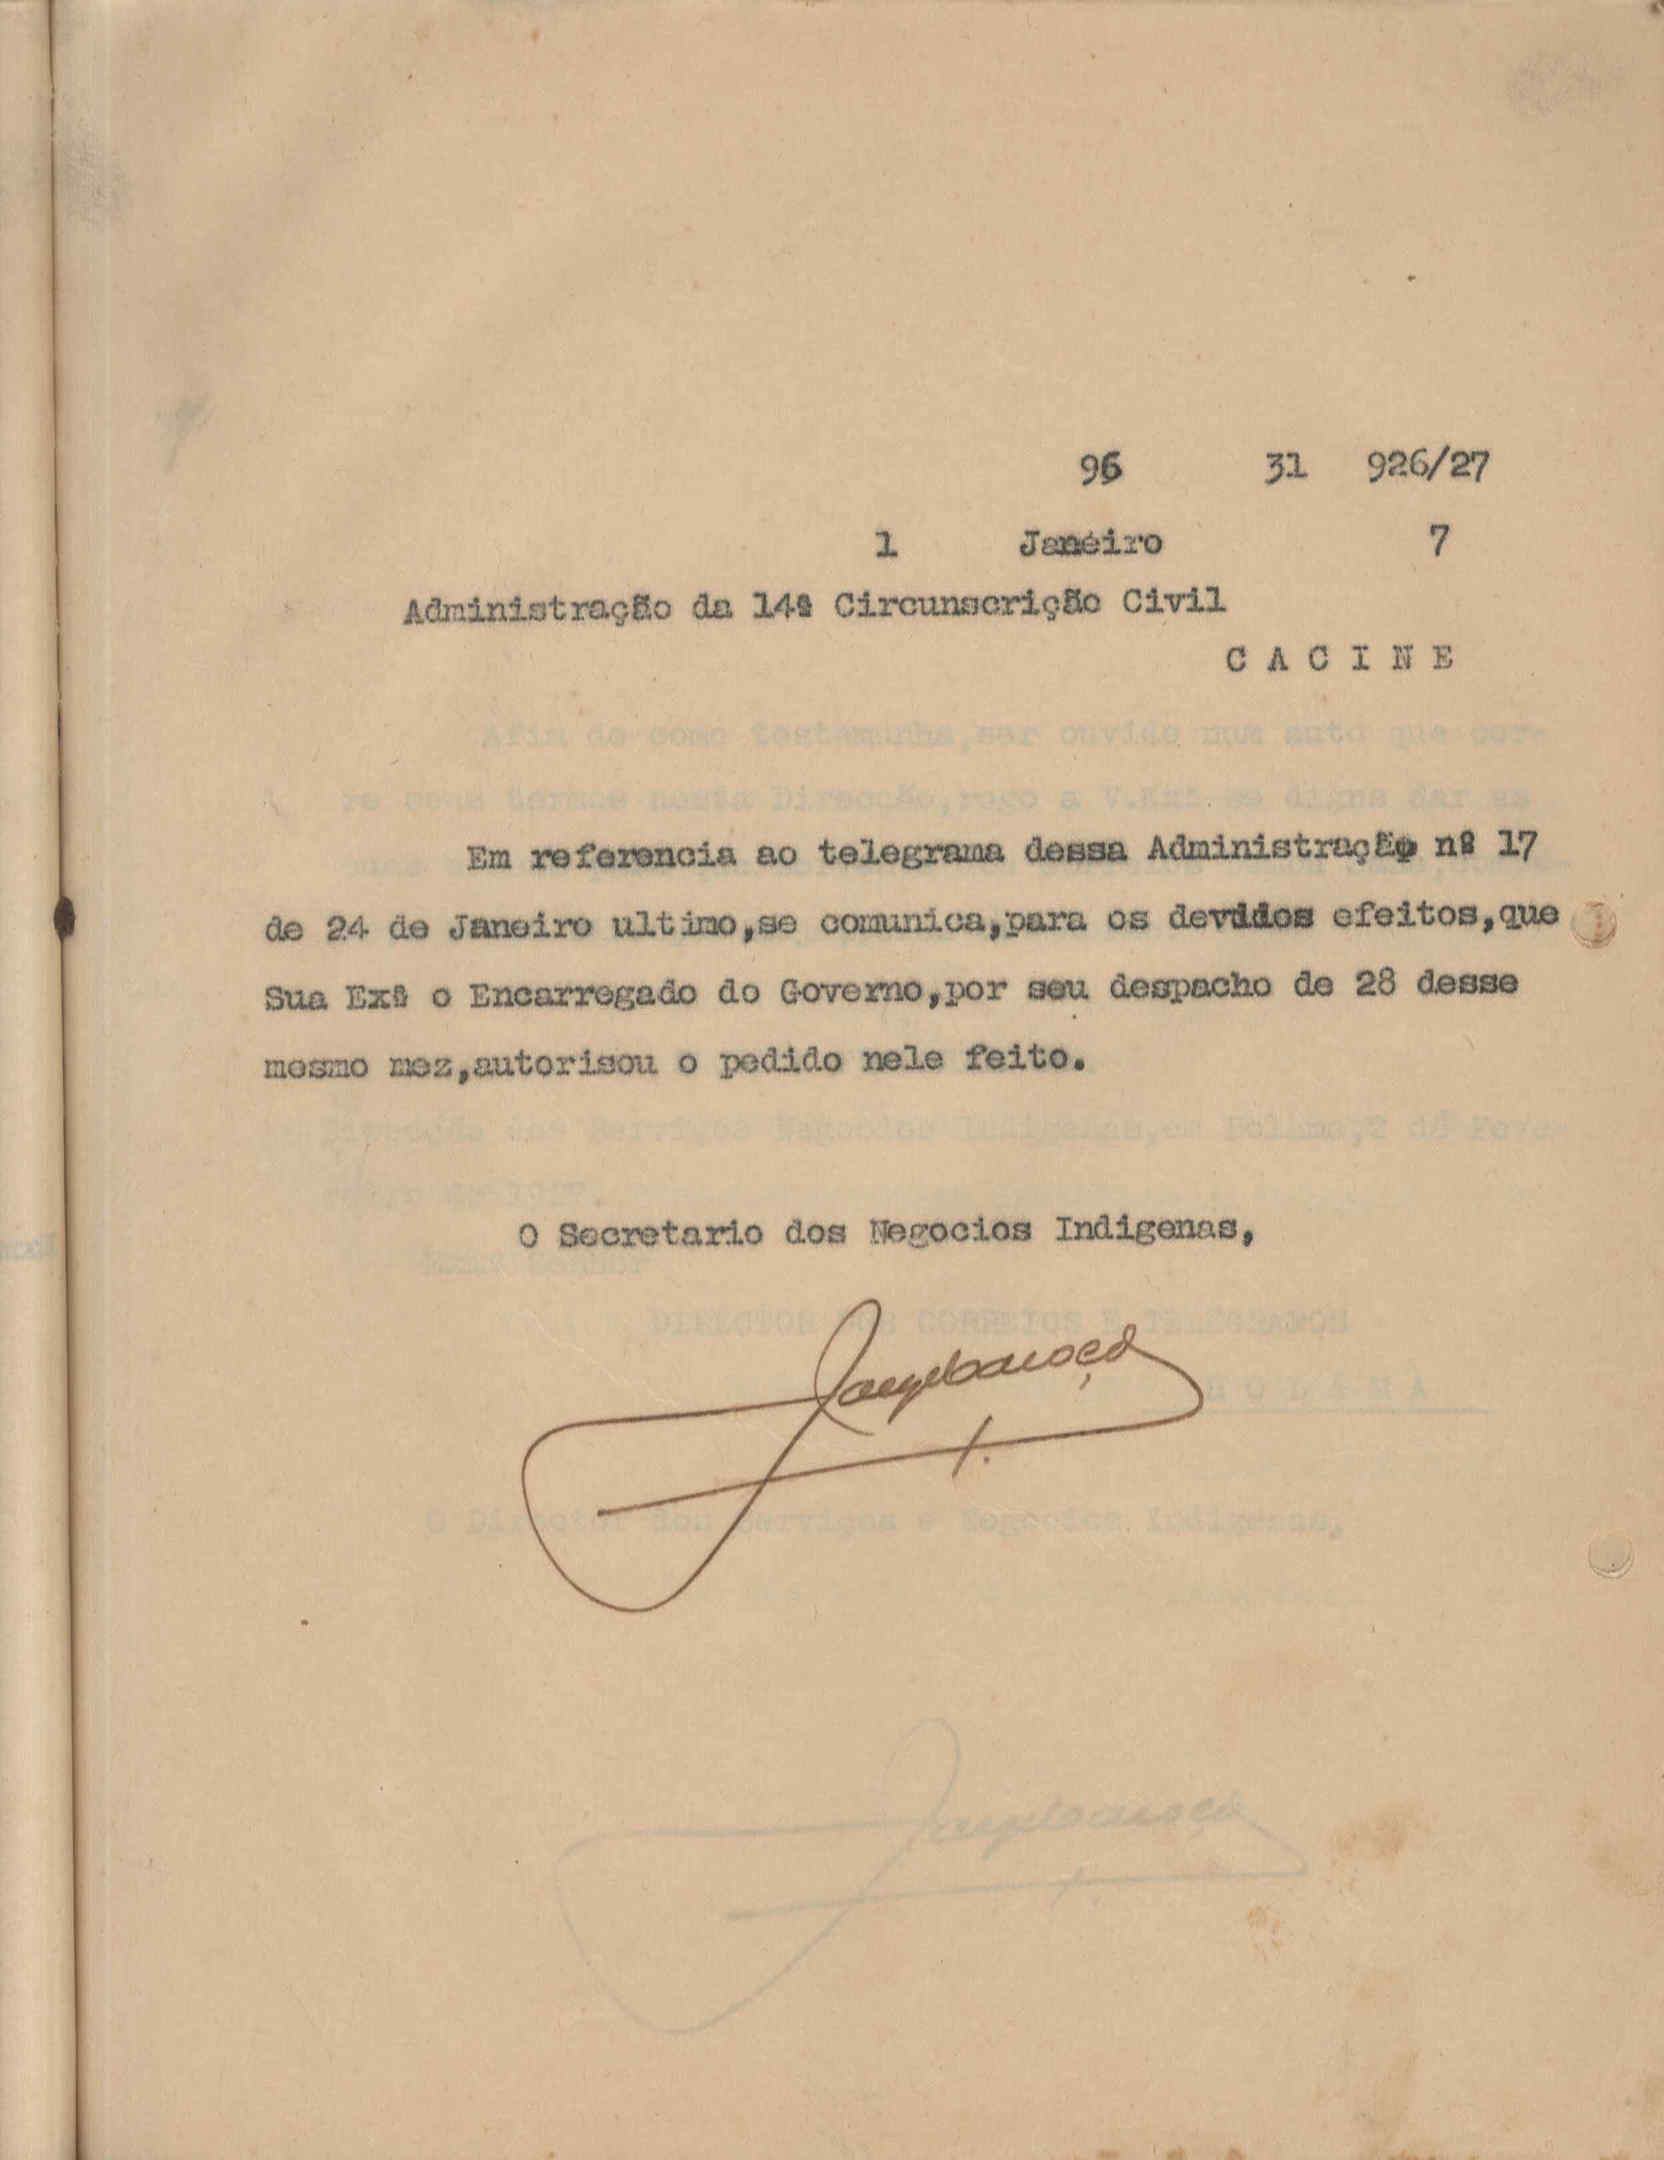 96 31 926/27
1 Janeiro 7
Administração da 14ª Circunscrição Civil
C A C I N E
Em referencia ao telegrama dessa Administração nº 17
de 24 de Janeiro ultimo,se comunica,para os devidos efeitos,que
Sua Exª o Encarregado do Governo,por seu despacho de 28 desse
mesmo mez,autorisou o pedido nele feito.
O Secretario dos Negocios Indigenas,